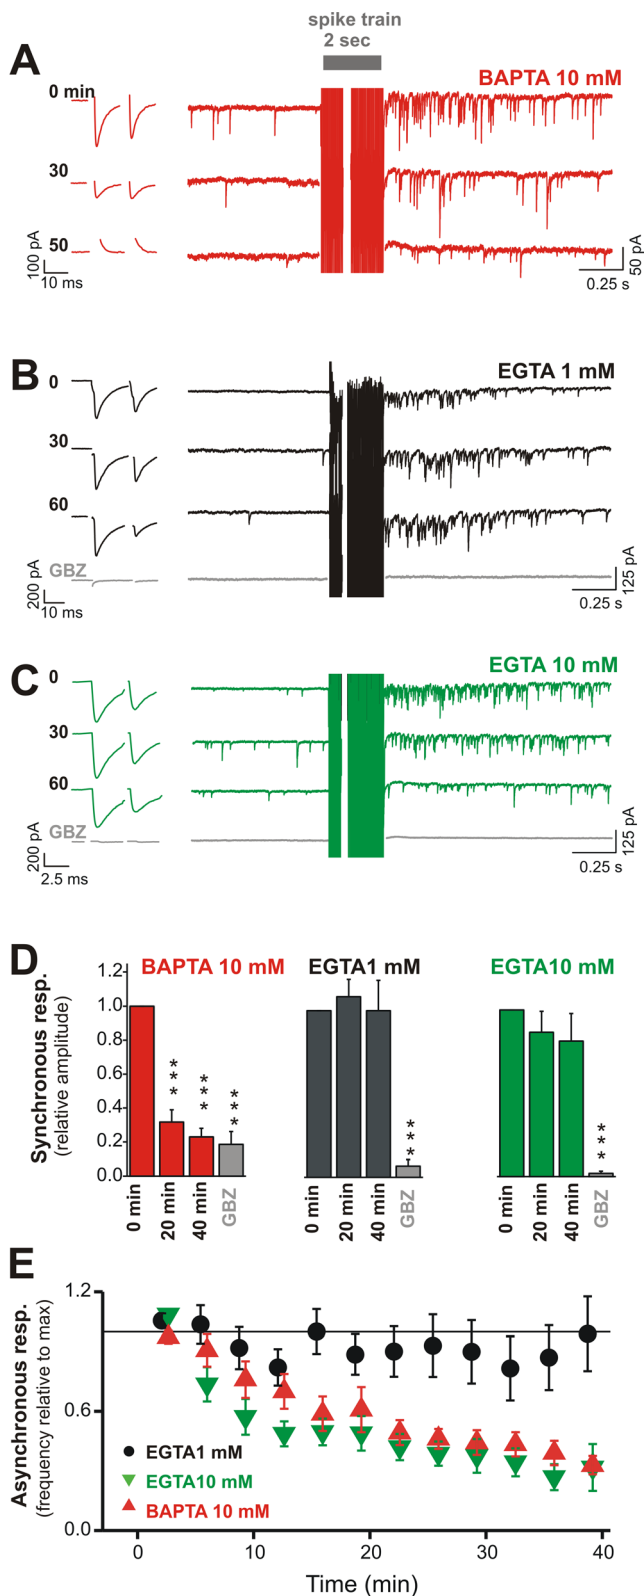 spike train
2 sec
A
BAPTA 10 mM
0 min
30
50
100 pA
10 ms
50 pA
0.25 s
B
EGTA 1 mM
0
30
60
GBZ
200 pA
10 ms
125 pA
0.25 s
C
EGTA 10 mM
0
30
60
GBZ
200 pA
2.5 ms
125 pA
0.25 s
D
BAPTA 10 mM
EGTA1 mM
EGTA10 mM
Synchronous resp.
(relative amplitude)
1.2
1.0
0.8
0.6
0.4
0.2
0.0
***
***
***
***
***
0 min
20 min
40 min
GBZ
0 min
20 min
40 min
GBZ
0 min
20 min
40 min
GBZ
E
Asynchronous resp.
(frequency relative to max)
1.2
0.6
0.0
EGTA1 mM
EGTA10 mM
BAPTA 10 mM
0
10
20
30
40
Time (min)